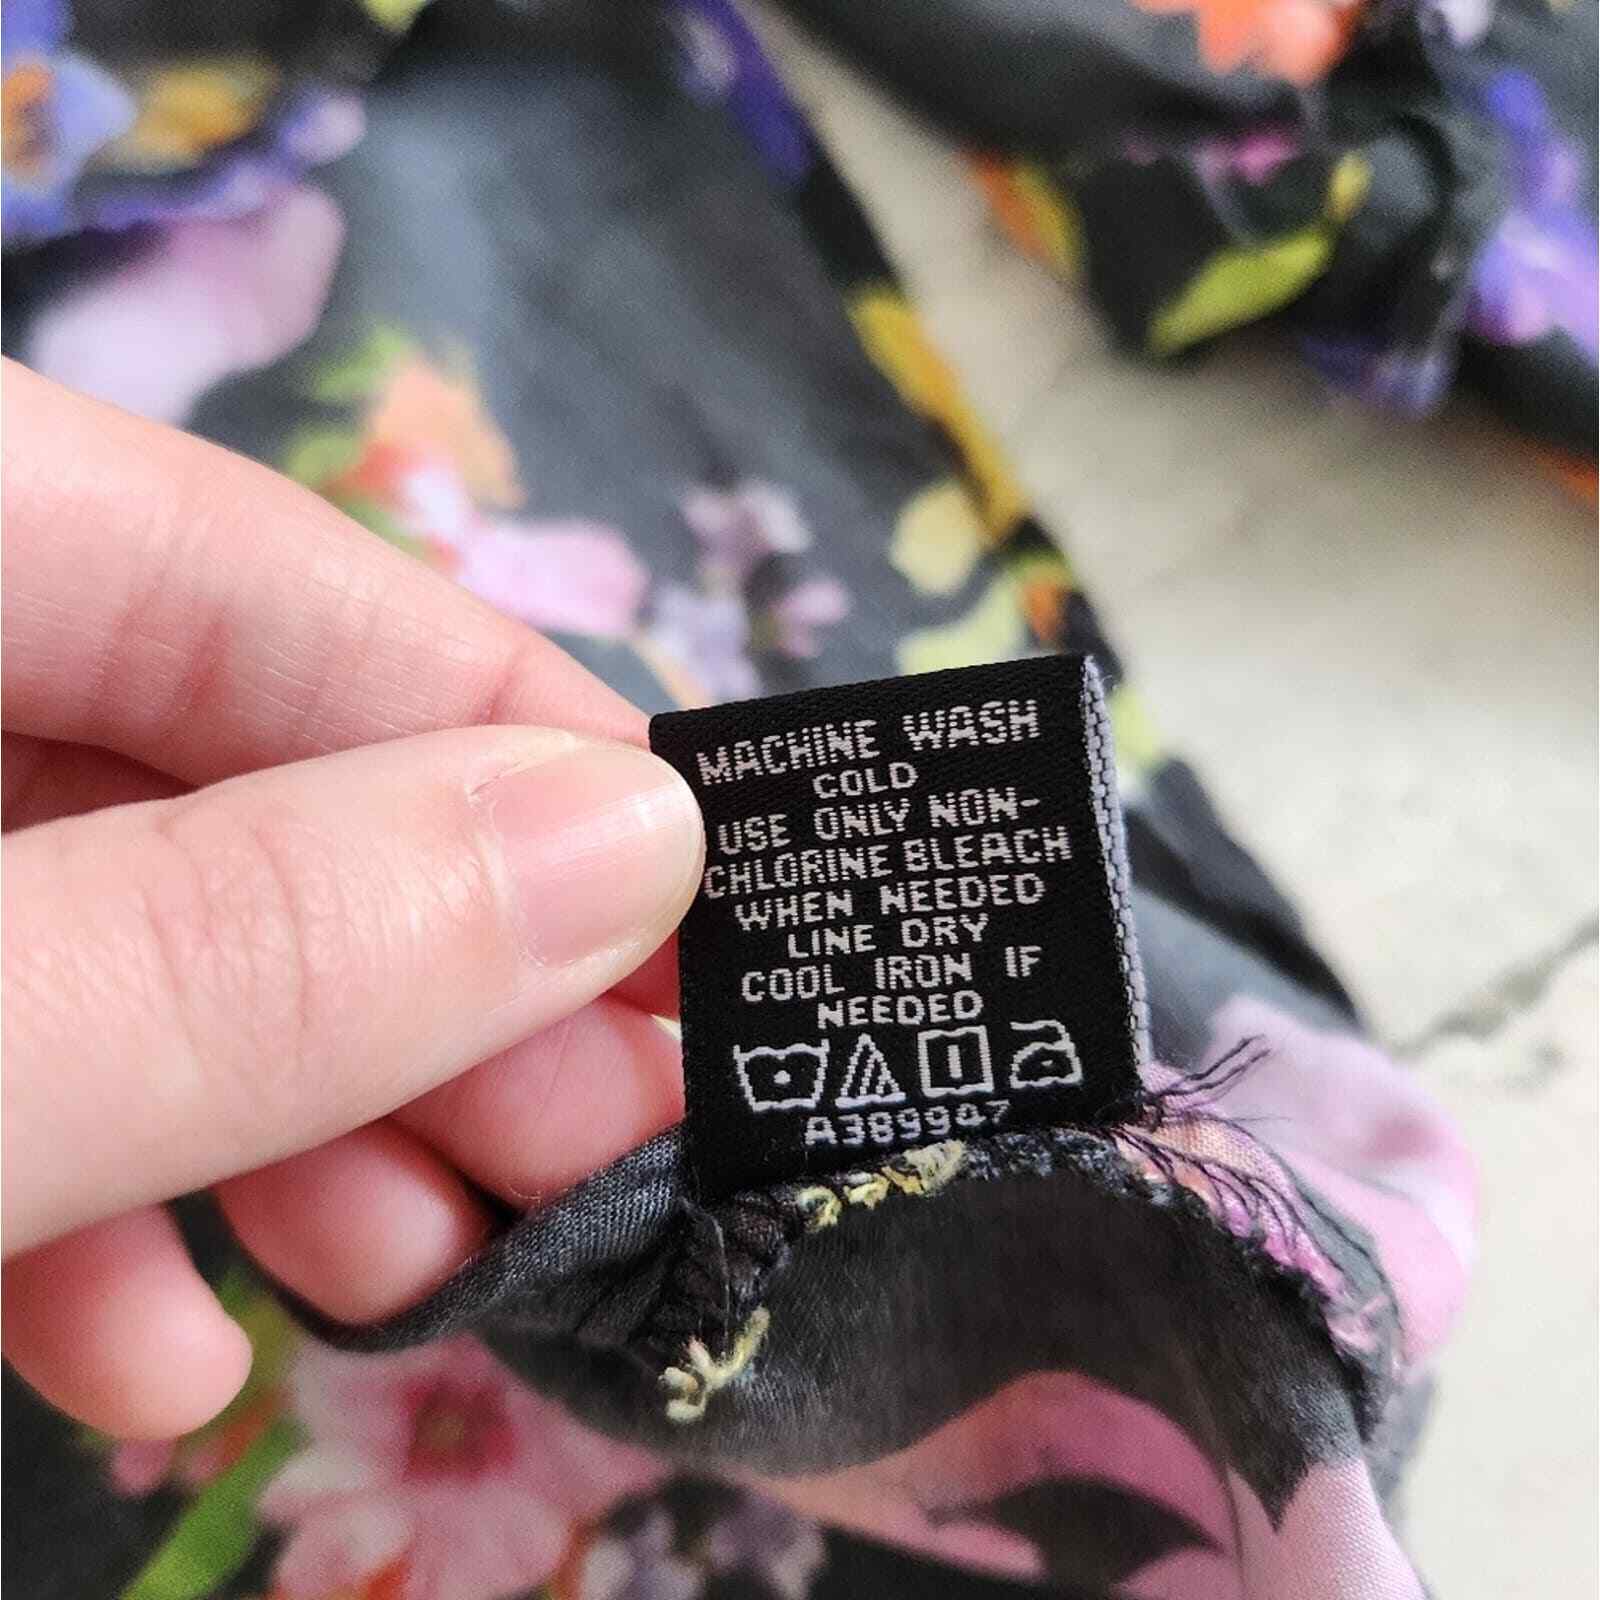 MACHINE WASH
COLD
USE ONLY NON-
CHLORINE BLEACH
WHEN NEEDED
LINE DRY
COOL IRON IF
NEEDED
A389947